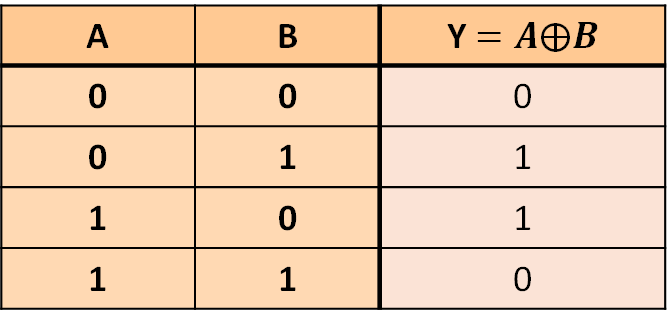 A B Y = A⊕B
0 0 0
0 1 1
1 0 1
1 1 0